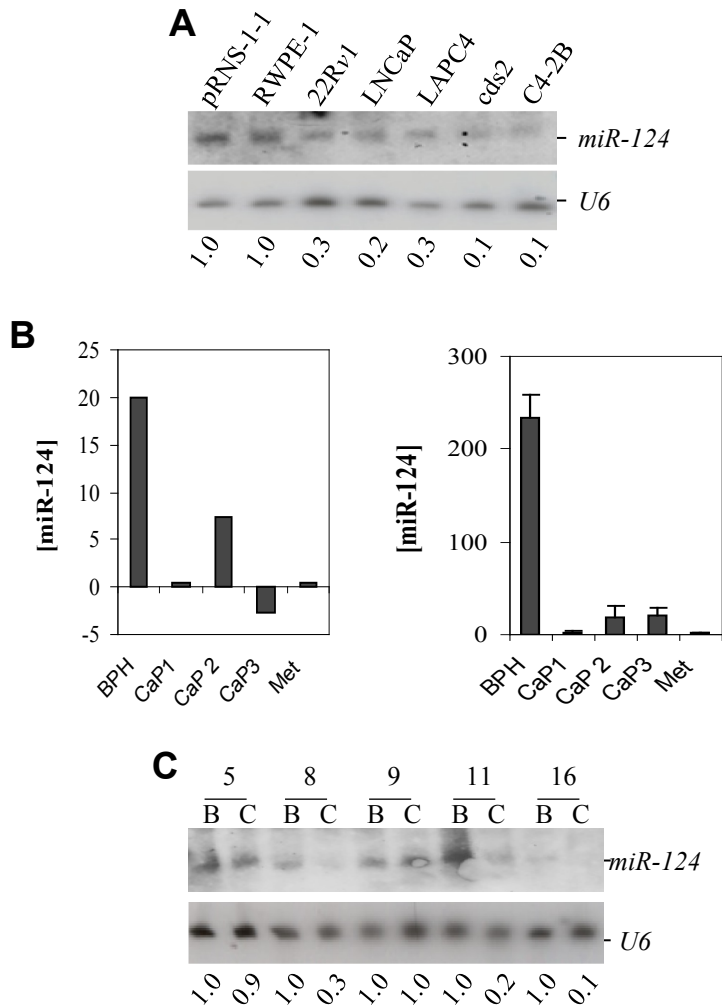 A
pRNS-1-1 RWPE-1 22Rv1 LNCaP LAPC4 cds2 C4-2B
miR-124
U6
1.0 1.0 0.3 0.2 0.3 0.1 0.1
B
[miR-124]
25
20
15
10
5
0
-5
BPH CaP1 CaP 2 CaP3 Met
[miR-124]
300
200
100
0
BPH CaP1 CaP 2 CaP3 Met
C
5 8 9 11 16
B C B C B C B C B C
miR-124
U6
1.0 0.9 1.0 0.3 1.0 1.0 1.0 0.2 1.0 0.1